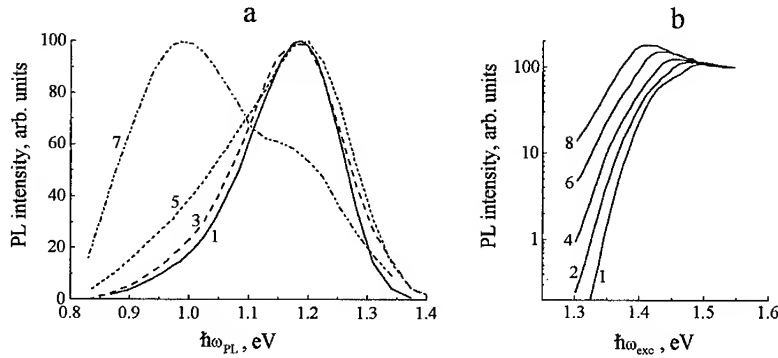 a
PL intensity, arb. units
100
80
60
40
20
0
7
5
3
1
0.8 0.9 1.0 1.1 1.2 1.3 1.4
ħω_PL , eV
b
PL intensity, arb. units
100
10
1
8
6
4
2
1
1.3 1.4 1.5 1.6
ħω_exc , eV